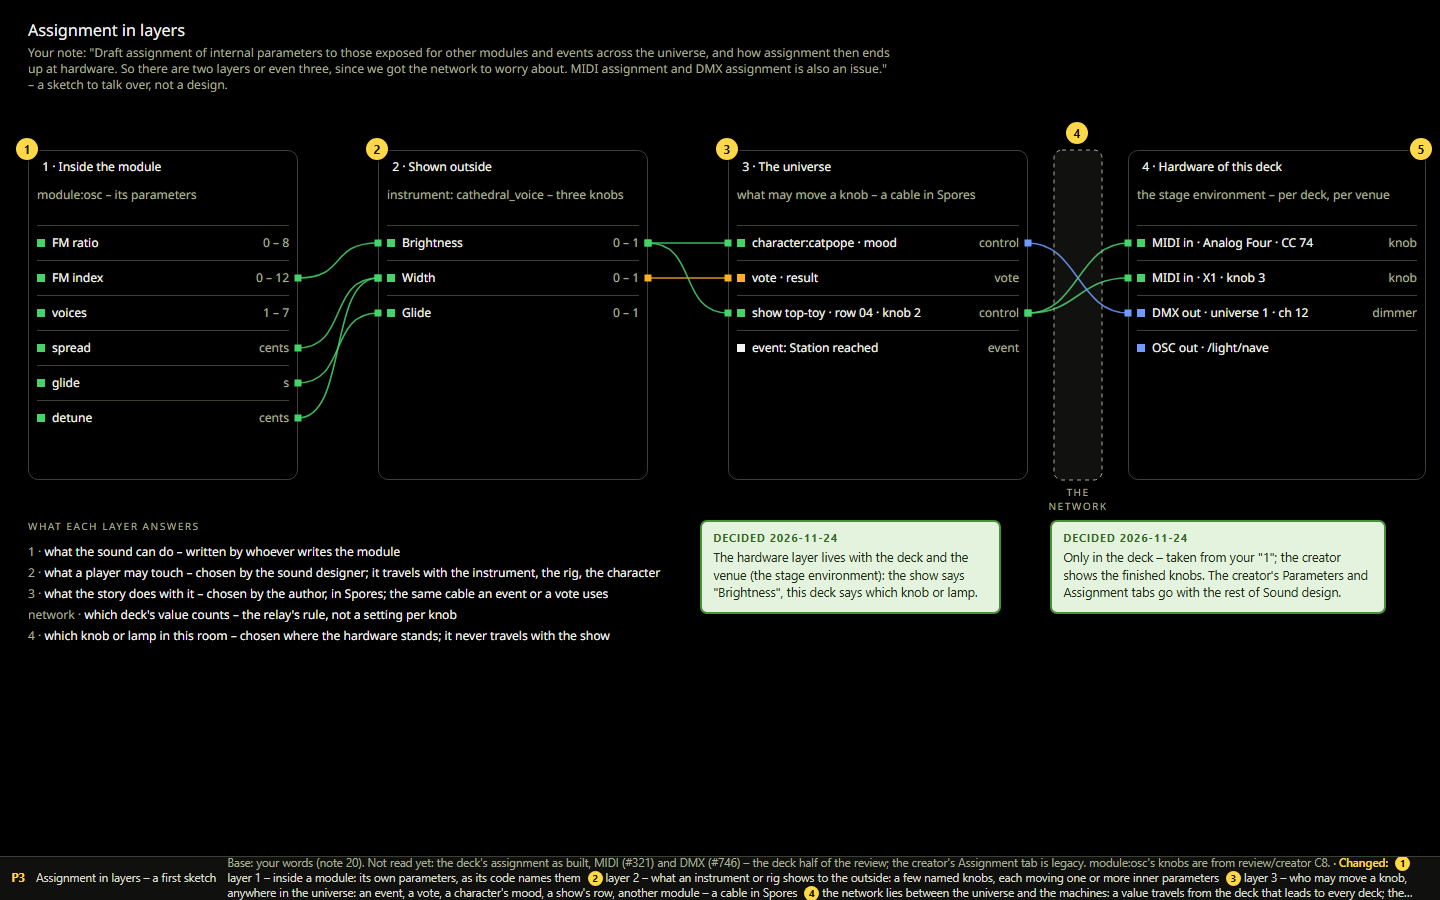 Assignment in layers
Your note: "Draft assignment of internal parameters to those exposed for other modules and events across the universe, and how assignment then ends
up at hardware. So there are two layers or even three, since we got the network to worry about. MIDI assignment and DMX assignment is also an issue."
– a sketch to talk over, not a design.
1
1 · Inside the module
module:osc – its parameters
FM ratio 0 – 8
FM index 0 – 12
voices 1 – 7
spread cents
glide s
detune cents
2
2 · Shown outside
instrument: cathedral_voice – three knobs
Brightness 0 – 1
Width 0 – 1
Glide 0 – 1
3
3 · The universe
what may move a knob – a cable in Spores
character:catpope · mood control
vote · result vote
show top-toy · row 04 · knob 2 control
event: Station reached event
4
THE
NETWORK
5
4 · Hardware of this deck
the stage environment – per deck, per venue
MIDI in · Analog Four · CC 74 knob
MIDI in · X1 · knob 3 knob
DMX out · universe 1 · ch 12 dimmer
OSC out · /light/nave
WHAT EACH LAYER ANSWERS
1 · what the sound can do – written by whoever writes the module
2 · what a player may touch – chosen by the sound designer; it travels with the instrument, the rig, the character
3 · what the story does with it – chosen by the author, in Spores; the same cable an event or a vote uses
network · which deck's value counts – the relay's rule, not a setting per knob
4 · which knob or lamp in this room – chosen where the hardware stands; it never travels with the show
DECIDED 2026-11-24
The hardware layer lives with the deck and the
venue (the stage environment): the show says
"Brightness", this deck says which knob or lamp.
DECIDED 2026-11-24
Only in the deck – taken from your "1"; the creator
shows the finished knobs. The creator's Parameters and
Assignment tabs go with the rest of Sound design.
P3 Assignment in layers – a first sketch
Base: your words (note 20). Not read yet: the deck's assignment as built, MIDI (#321) and DMX (#746) – the deck half of the review; the creator's Assignment tab is legacy. module:osc's knobs are from review/creator C8. · Changed: 1
layer 1 – inside a module: its own parameters, as its code names them 2 layer 2 – what an instrument or rig shows to the outside: a few named knobs, each moving one or more inner parameters 3 layer 3 – who may move a knob,
anywhere in the universe: an event, a vote, a character's mood, a show's row, another module – a cable in Spores 4 the network lies between the universe and the machines: a value travels from the deck that leads to every deck; the...